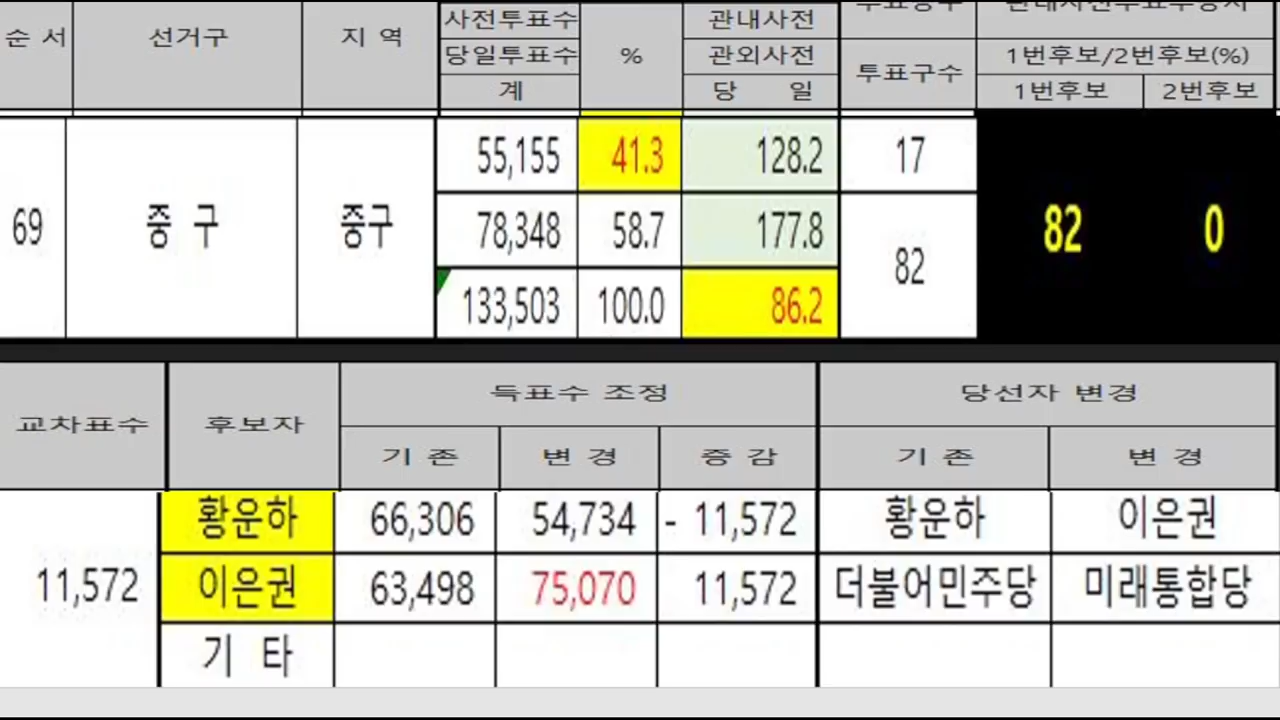 순 서 선거구 지 역 사전투표수 % 관내사전
당일투표수 관외사전 투표구수 1번후보/2번후보(%)
계 당 일 1번후보 2번후보
69 중 구 중구 55,155 41.3 128.2 17 82 0
78,348 58.7 177.8 82
133,503 100.0 86.2
교차표수 후보자 득표수 조정 당선자 변경
기 존 변 경 증 감 기 존 변 경
11,572 황운하 66,306 54,734 - 11,572 황운하 이은권
이은권 63,498 75,070 11,572 더불어민주당 미래통합당
기 타